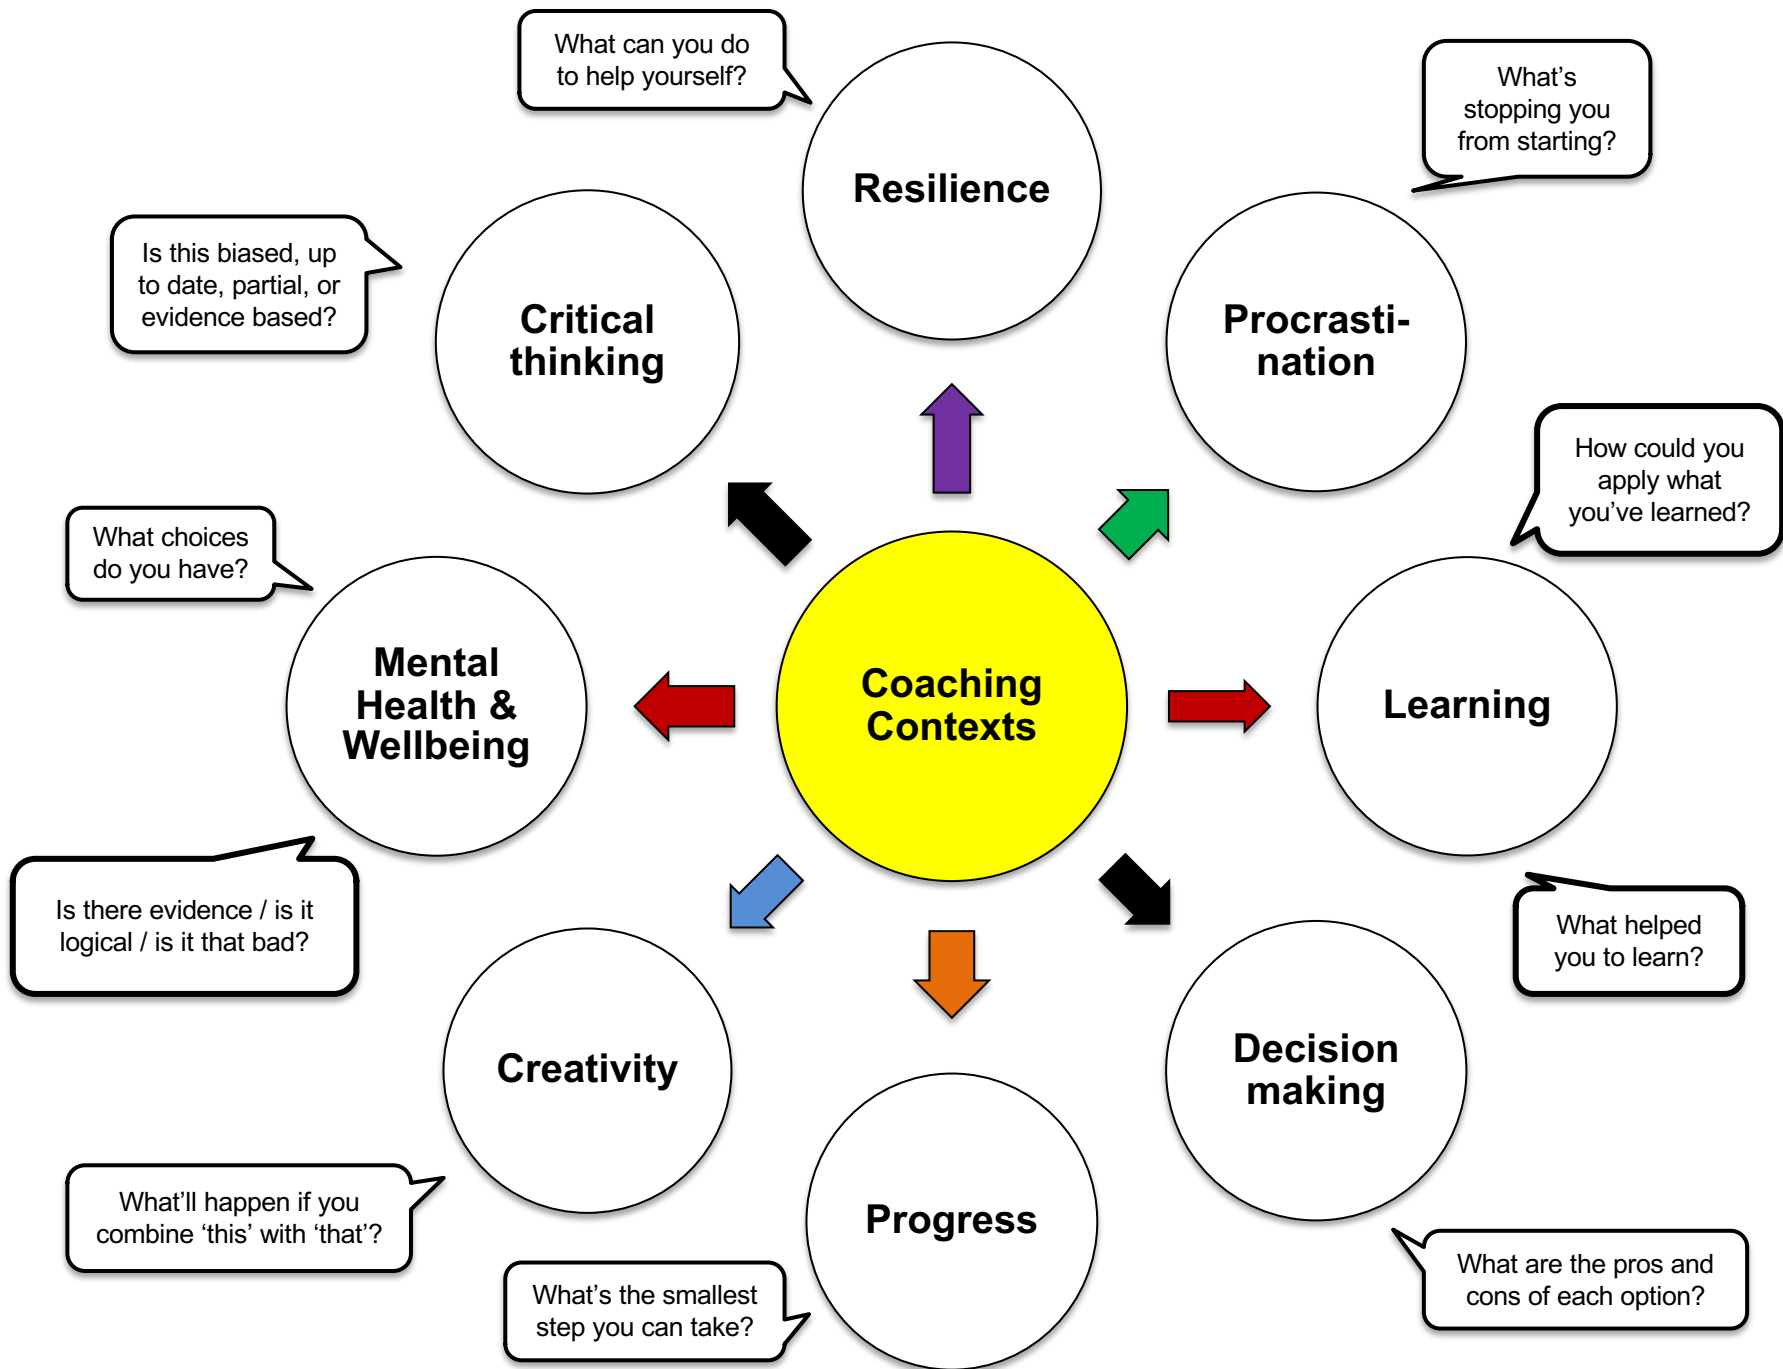 What can you do
to help yourself?
Resilience
What's
stopping you
from starting?
Procrasti-
nation
Is this biased, up
to date, partial, or
evidence based?
Critical
thinking
How could you
apply what
you've learned?
Learning
What helped
you to learn?
What choices
do you have?
Mental
Health &
Wellbeing
Is there evidence / is it
logical / is it that bad?
Coaching
Contexts
Creativity
What'll happen if you
combine ‘this’ with ‘that’?
Progress
What's the smallest
step you can take?
Decision
making
What are the pros and
cons of each option?